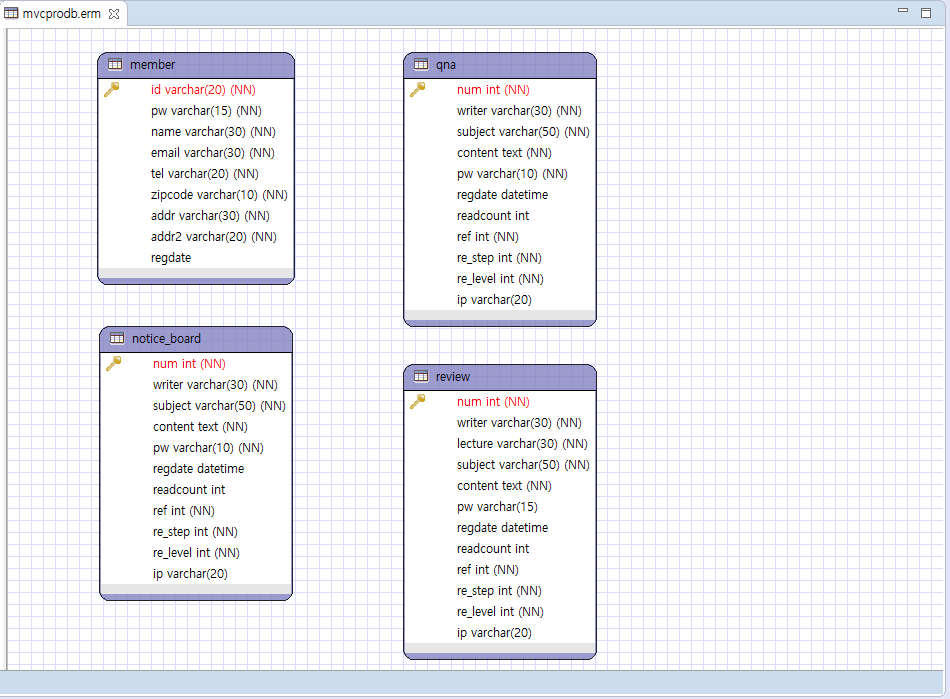 mvcprodb.erm
member
id varchar(20) (NN)
pw varchar(15) (NN)
name varchar(30) (NN)
email varchar(30) (NN)
tel varchar(20) (NN)
zipcode varchar(10) (NN)
addr varchar(30) (NN)
addr2 varchar(20) (NN)
regdate
notice_board
num int (NN)
writer varchar(30) (NN)
subject varchar(50) (NN)
content text (NN)
pw varchar(10) (NN)
regdate datetime
readcount int
ref int (NN)
re_step int (NN)
re_level int (NN)
ip varchar(20)
qna
num int (NN)
writer varchar(30) (NN)
subject varchar(50) (NN)
content text (NN)
pw varchar(10) (NN)
regdate datetime
readcount int
ref int (NN)
re_step int (NN)
re_level int (NN)
ip varchar(20)
review
num int (NN)
writer varchar(30) (NN)
lecture varchar(30) (NN)
subject varchar(50) (NN)
content text (NN)
pw varchar(15)
regdate datetime
readcount int
ref int (NN)
re_step int (NN)
re_level int (NN)
ip varchar(20)